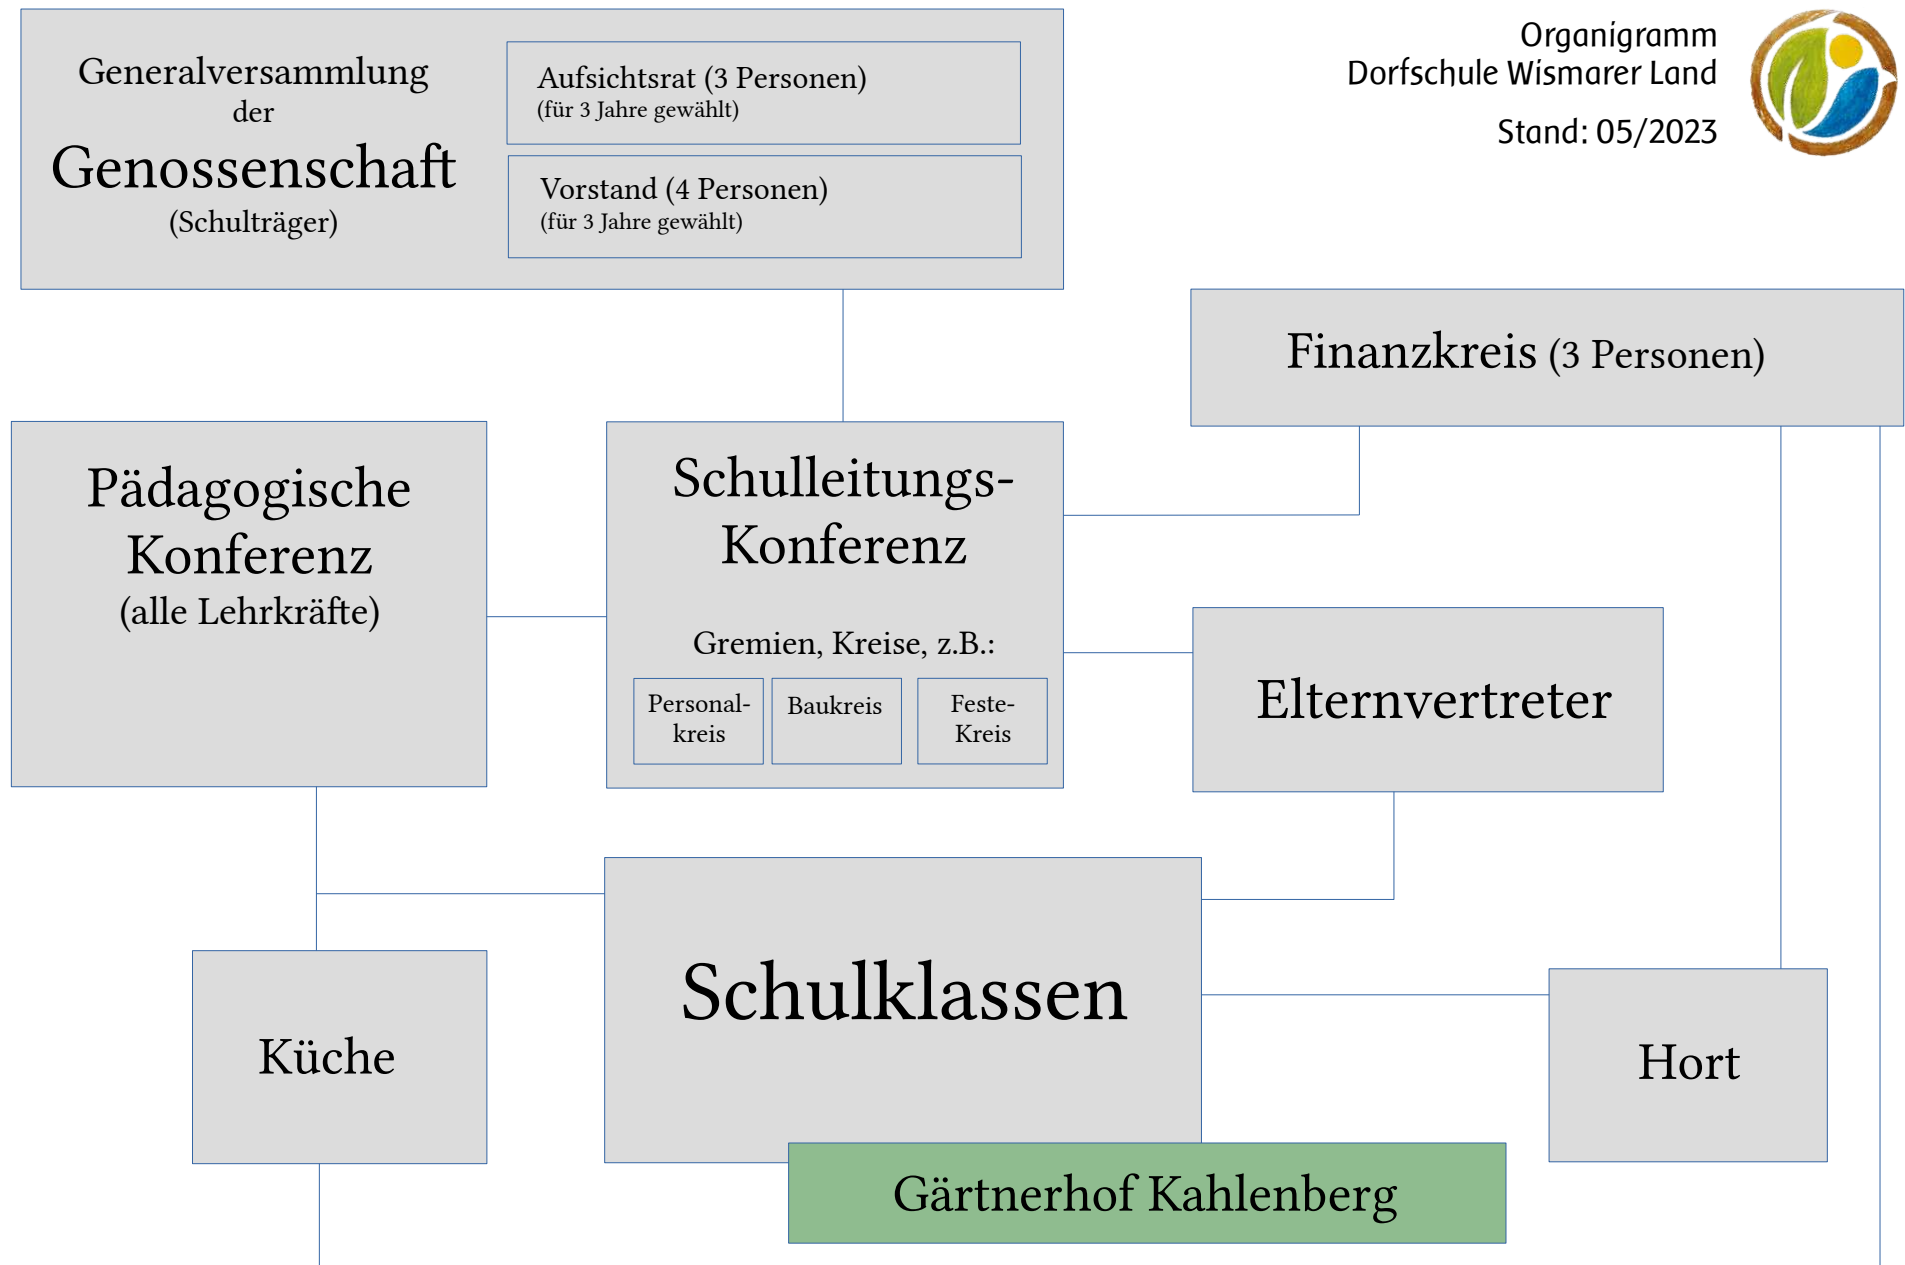 Organigramm
Dorfschule Wismarer Land
Stand: 05/2023
Generalversammlung
der
Genossenschaft
(Schulträger)
Aufsichtsrat (3 Personen)
(für 3 Jahre gewählt)
Vorstand (4 Personen)
(für 3 Jahre gewählt)
Finanzkreis (3 Personen)
Pädagogische
Konferenz
(alle Lehrkräfte)
Schulleitungs-
Konferenz
Gremien, Kreise, z.B.:
Personal-
kreis
Baukreis
Feste-
Kreis
Elternvertreter
Schulklassen
Küche
Hort
Gärtnerhof Kahlenberg